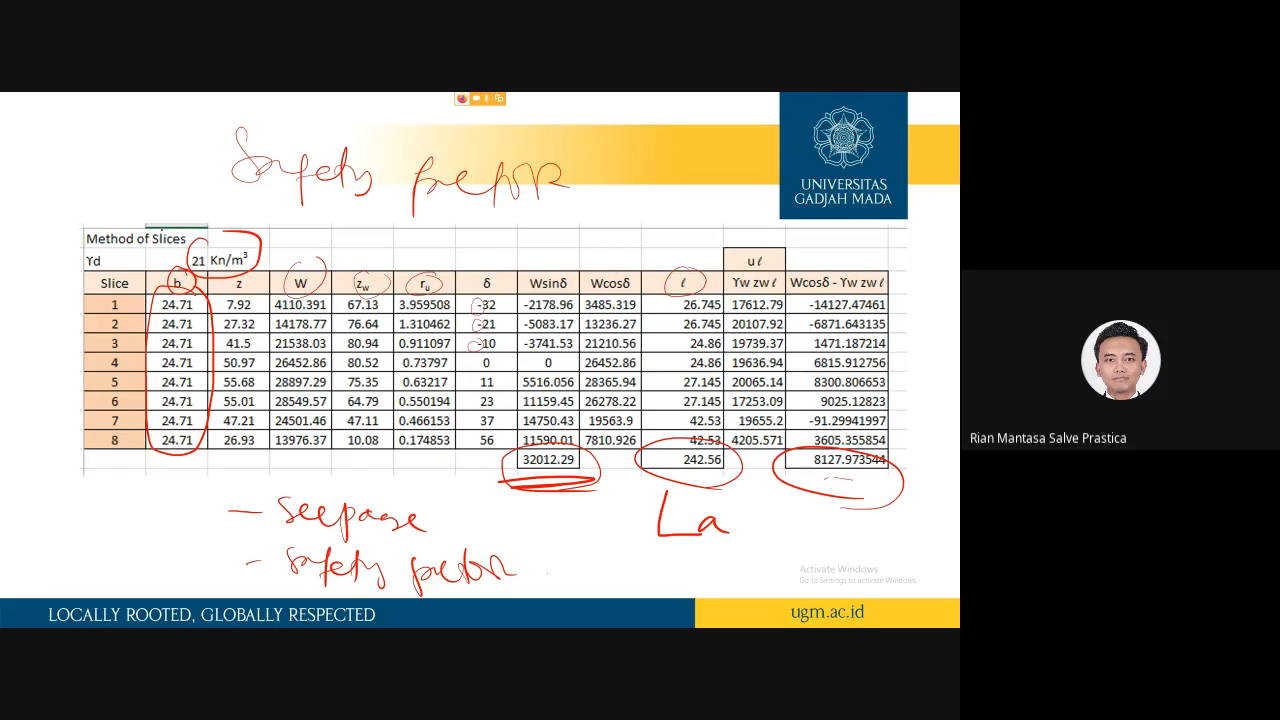 Safety factor
UNIVERSITAS
GADJAH MADA
Method of Slices
ϒd 21 Kn/m³
u ℓ
Slice b z W zw ru δ Wsinδ Wcosδ ℓ ϒw zw ℓ Wcosδ - ϒw zw ℓ
1 24.71 7.92 4110.391 67.13 3.959508 -32 -2178.96 3485.319 26.745 17612.79 -14127.47461
2 24.71 27.32 14178.77 76.64 1.310462 -21 -5083.17 13236.27 26.745 20107.92 -6871.643135
3 24.71 41.5 21538.03 80.94 0.911097 -10 -3741.53 21210.56 24.86 19739.37 1471.187214
4 24.71 50.97 26452.86 80.52 0.73797 0 0 26452.86 24.86 19636.94 6815.912756
5 24.71 55.68 28897.29 75.35 0.63217 11 5516.056 28365.94 27.145 20065.14 8300.806653
6 24.71 55.01 28549.57 64.79 0.550194 23 11159.45 26278.22 27.145 17253.09 9025.12823
7 24.71 47.21 24501.46 47.11 0.466153 37 14750.43 19563.9 42.53 19655.2 -91.29941997
8 24.71 26.93 13976.37 10.08 0.174853 56 11590.01 7810.926 42.53 4205.571 3605.355854
32012.29 242.56 8127.973544
- Seepage
La
- safety factor
Activate Windows
Go to Settings to activate Windows.
LOCALLY ROOTED, GLOBALLY RESPECTED
ugm.ac.id
Rian Mantasa Salve Prastica